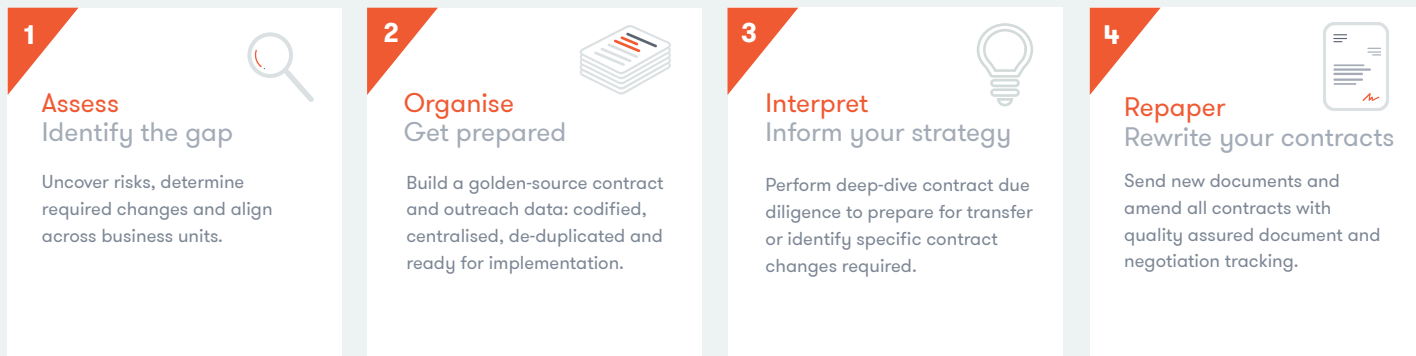 1
Assess
Identify the gap
Uncover risks, determine
required changes and align
across business units.
2
Organise
Get prepared
Build a golden-source contract
and outreach data: codified,
centralised, de-duplicated and
ready for implementation.
3
Interpret
Inform your strategy
Perform deep-dive contract due
diligence to prepare for transfer
or identify specific contract
changes required.
4
Repaper
Rewrite your contracts
Send new documents and
amend all contracts with
quality assured document and
negotiation tracking.